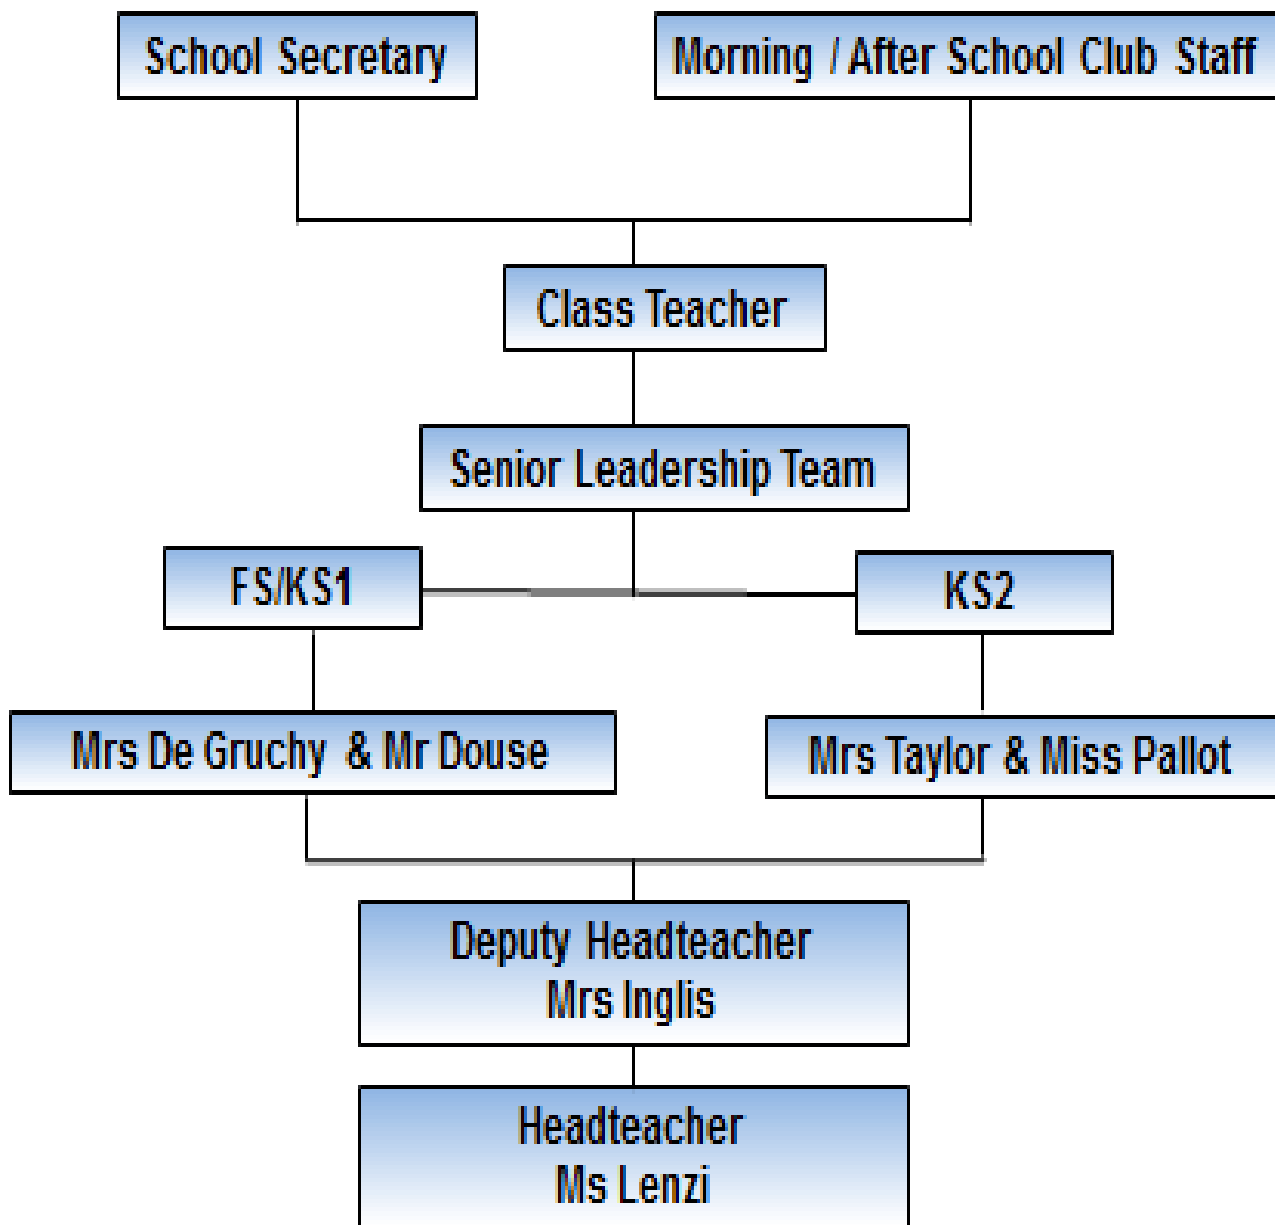 School Secretary
Morning / After School Club Staff
Class Teacher
Senior Leadership Team
FS/KS1
KS2
Mrs De Gruchy & Mr Douse
Mrs Taylor & Miss Pallot
Deputy Headteacher
Mrs Inglis
Headteacher
Ms Lenzi